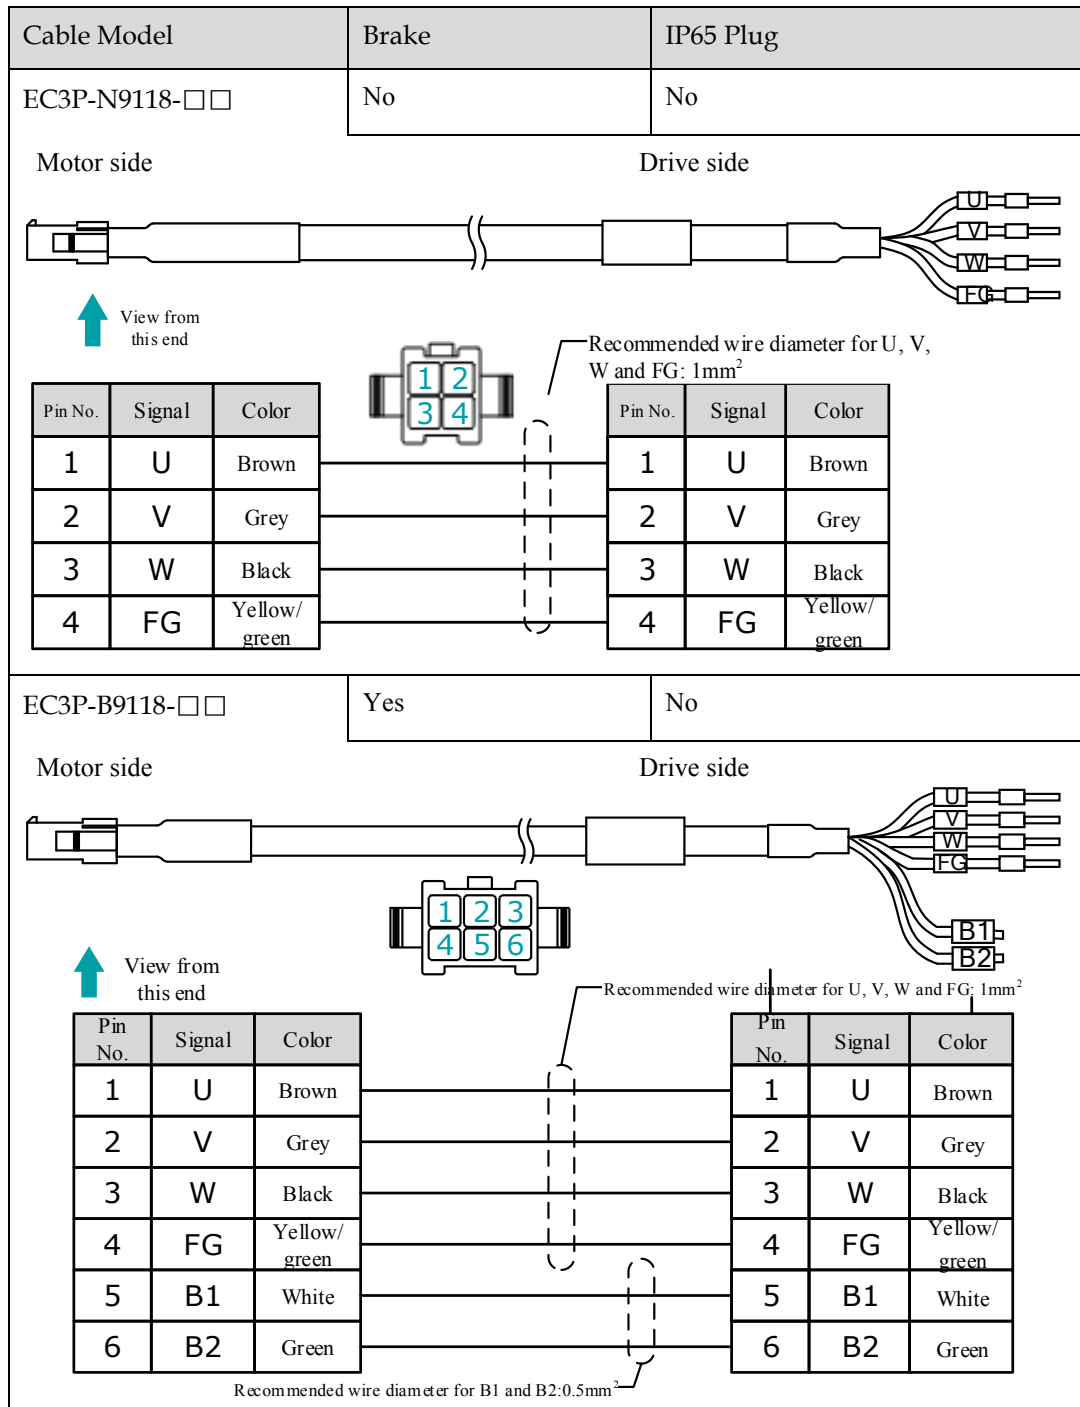 Cable Model Brake IP65 Plug
EC3P-N9118-□□ No No
Motor side Drive side
U
V
W
FG
View from
this end
Recommended wire diameter for U, V,
W and FG: 1mm²
1 2
3 4
Pin No. Signal Color Pin No. Signal Color
1 U Brown 1 U Brown
2 V Grey 2 V Grey
3 W Black 3 W Black
4 FG Yellow/ 4 FG Yellow/
green green
EC3P-B9118-□□ Yes No
Motor side Drive side
U
V
W
FG
B1
B2
1 2 3
4 5 6
View from
this end
Recommended wire diameter for U, V, W and FG: 1mm²
Pin Signal Color Pin Signal Color
No. No.
1 U Brown 1 U Brown
2 V Grey 2 V Grey
3 W Black 3 W Black
4 FG Yellow/ 4 FG Yellow/
green green
5 B1 White 5 B1 White
6 B2 Green 6 B2 Green
Recommended wire diameter for B1 and B2:0.5mm²